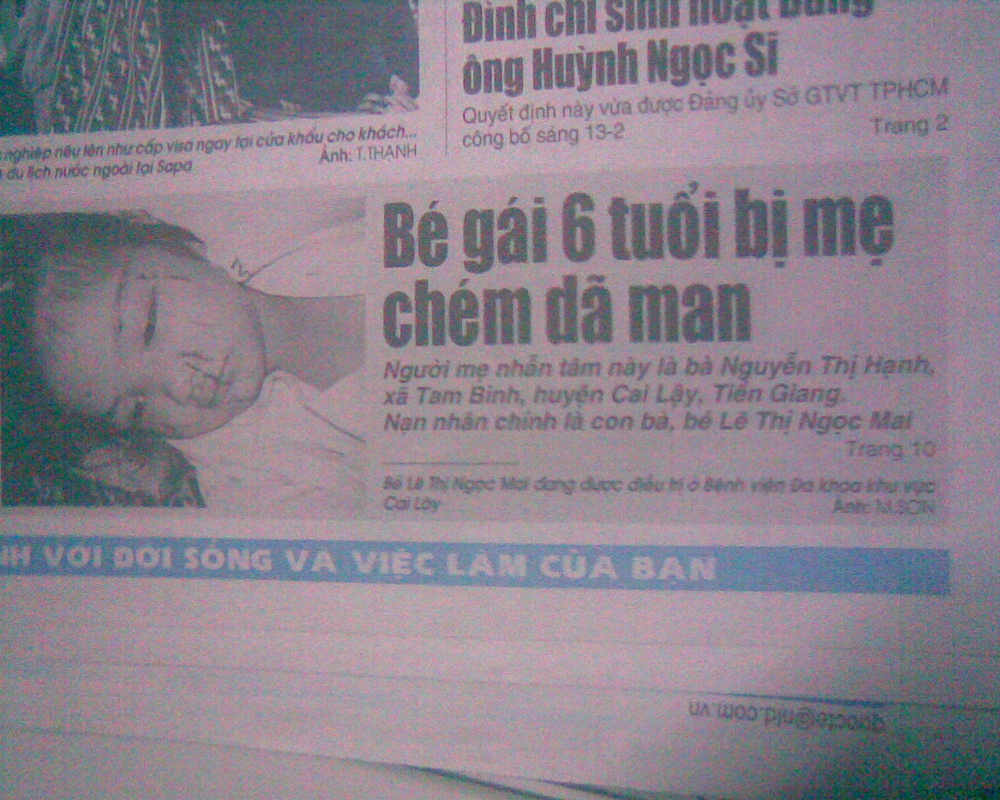 Đình chỉ sinh hoạt Đảng
ông Huỳnh Ngọc Sĩ
Quyết định này vừa được Đảng ủy Sở GTVT TPHCM
công bố sáng 13-2
Trang 2
nghiệp nêu lên như cấp visa ngay tại cửa khẩu cho khách...
du lịch nước ngoài tại Sapa
Ảnh: T.THẠNH
Bé gái 6 tuổi bị mẹ
chém dã man
Người mẹ nhẫn tâm này là bà Nguyễn Thị Hạnh,
xã Tam Bình, huyện Cai Lậy, Tiền Giang.
Nạn nhân chính là con bà, bé Lê Thị Ngọc Mai
Trang 10
Bé Lê Thị Ngọc Mai đang được điều trị ở Bệnh viện Đa khoa khu vực
Cai Lậy
Ảnh: M.SƠN
NH VỚI ĐỜI SỐNG VÀ VIỆC LÀM CỦA BẠN
quocte@nld.com.vn